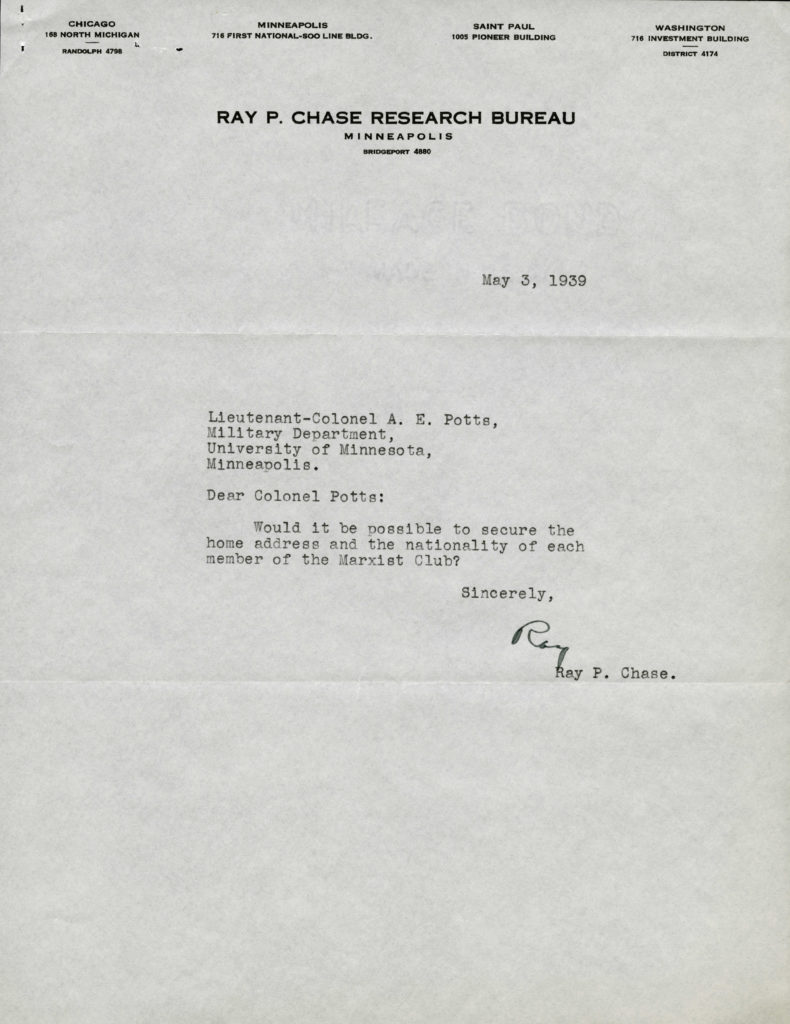 CHICAGO
168 NORTH MICHIGAN
RANDOLPH 4798
MINNEAPOLIS
716 FIRST NATIONAL-SOO LINE BLDG.
SAINT PAUL
1005 PIONEER BUILDING
WASHINGTON
716 INVESTMENT BUILDING
DISTRICT 4174
RAY P. CHASE RESEARCH BUREAU
MINNEAPOLIS
BRIDGEPORT 4880
May 3, 1939
Lieutenant-Colonel A. E. Potts,
Military Department,
University of Minnesota,
Minneapolis.
Dear Colonel Potts:
Would it be possible to secure the
home address and the nationality of each
member of the Marxist Club?
Sincerely,
Ray
Ray P. Chase.